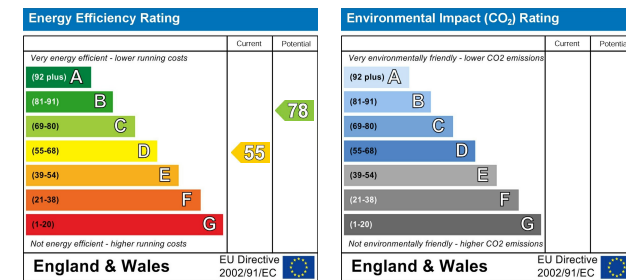 Energy Efficiency Rating
Current Potential
Very energy efficient - lower running costs
(92 plus) A
(81-91) B
78
(69-80) C
(55-68) D
55
(39-54) E
(21-38) F
(1-20) G
Not energy efficient - higher running costs
England & Wales
EU Directive
2002/91/EC
Environmental Impact (CO2) Rating
Current Potential
Very environmentally friendly - lower CO2 emissions
(92 plus) A
(81-91) B
(69-80) C
(55-68) D
(39-54) E
(21-38) F
(1-20) G
Not environmentally friendly - higher CO2 emissions
England & Wales
EU Directive
2002/91/EC